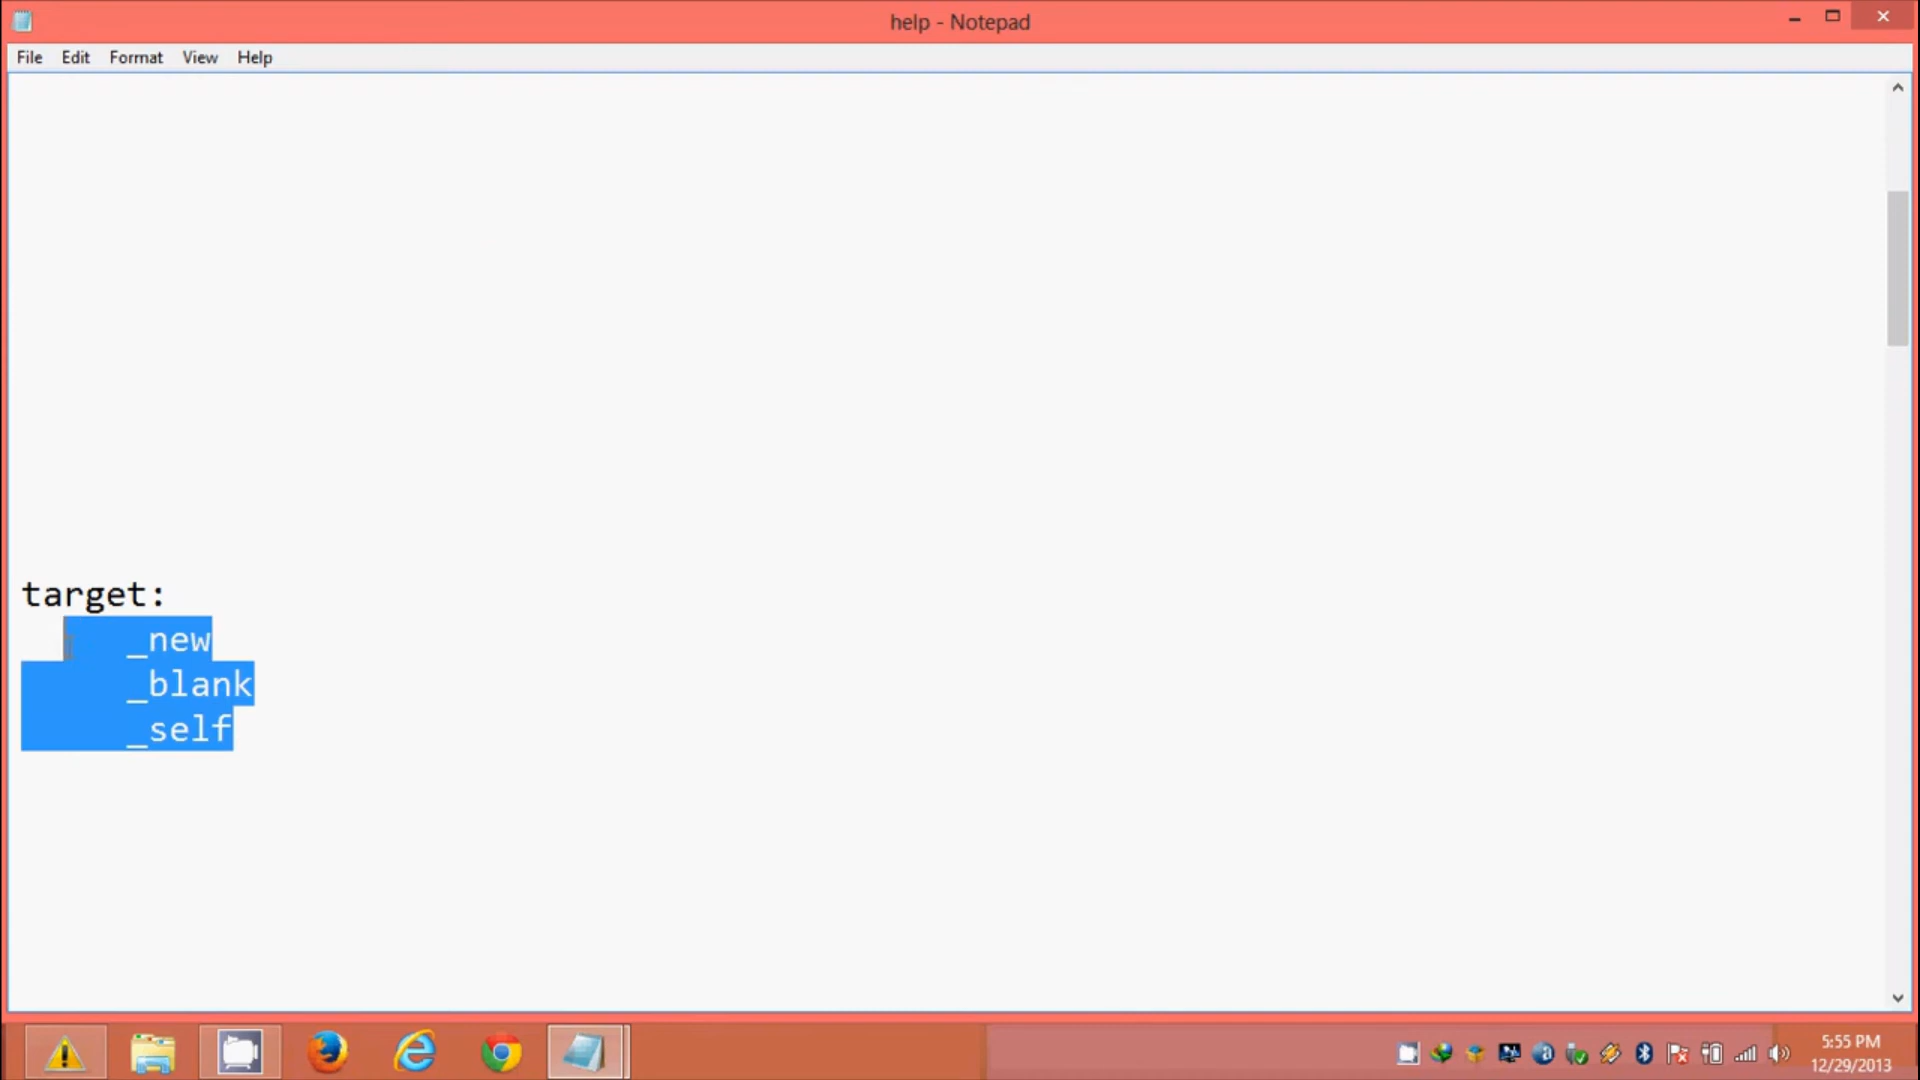 help - Notepad
File Edit Format View Help
target:
_new
_blank
_self
5:55 PM
12/29/2013